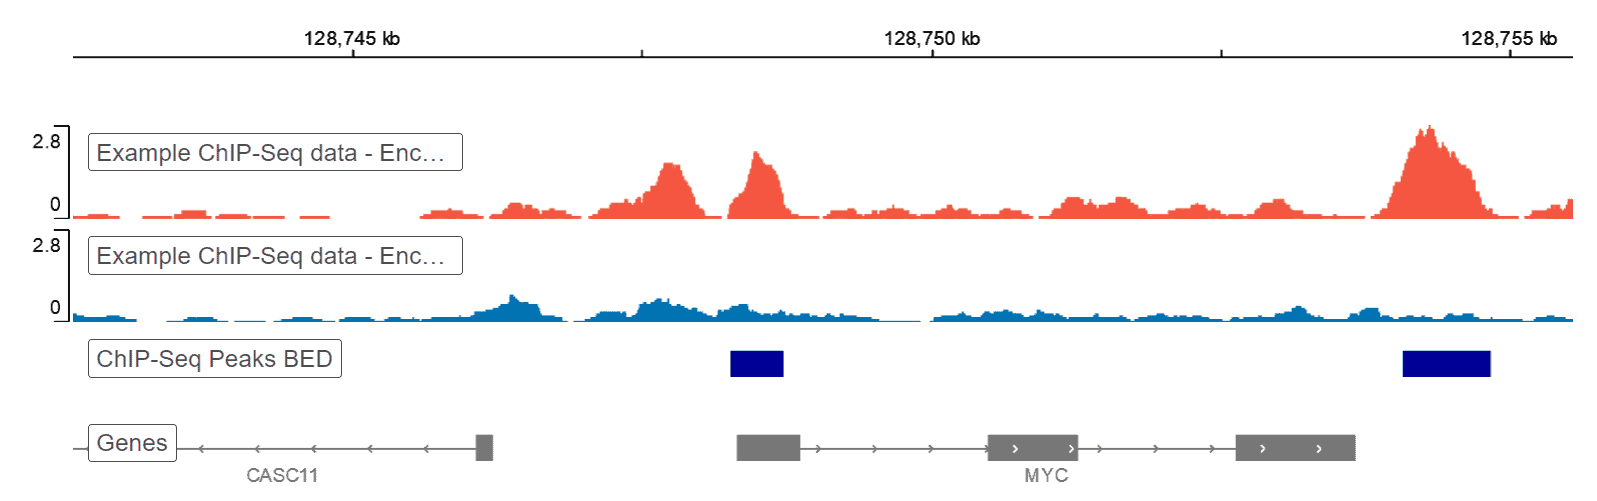 128,745 kb 128,750 kb 128,755 kb
2.8
Example ChIP-Seq data - Enc...
0
2.8
Example ChIP-Seq data - Enc...
0
ChIP-Seq Peaks BED
Genes
CASC11 MYC